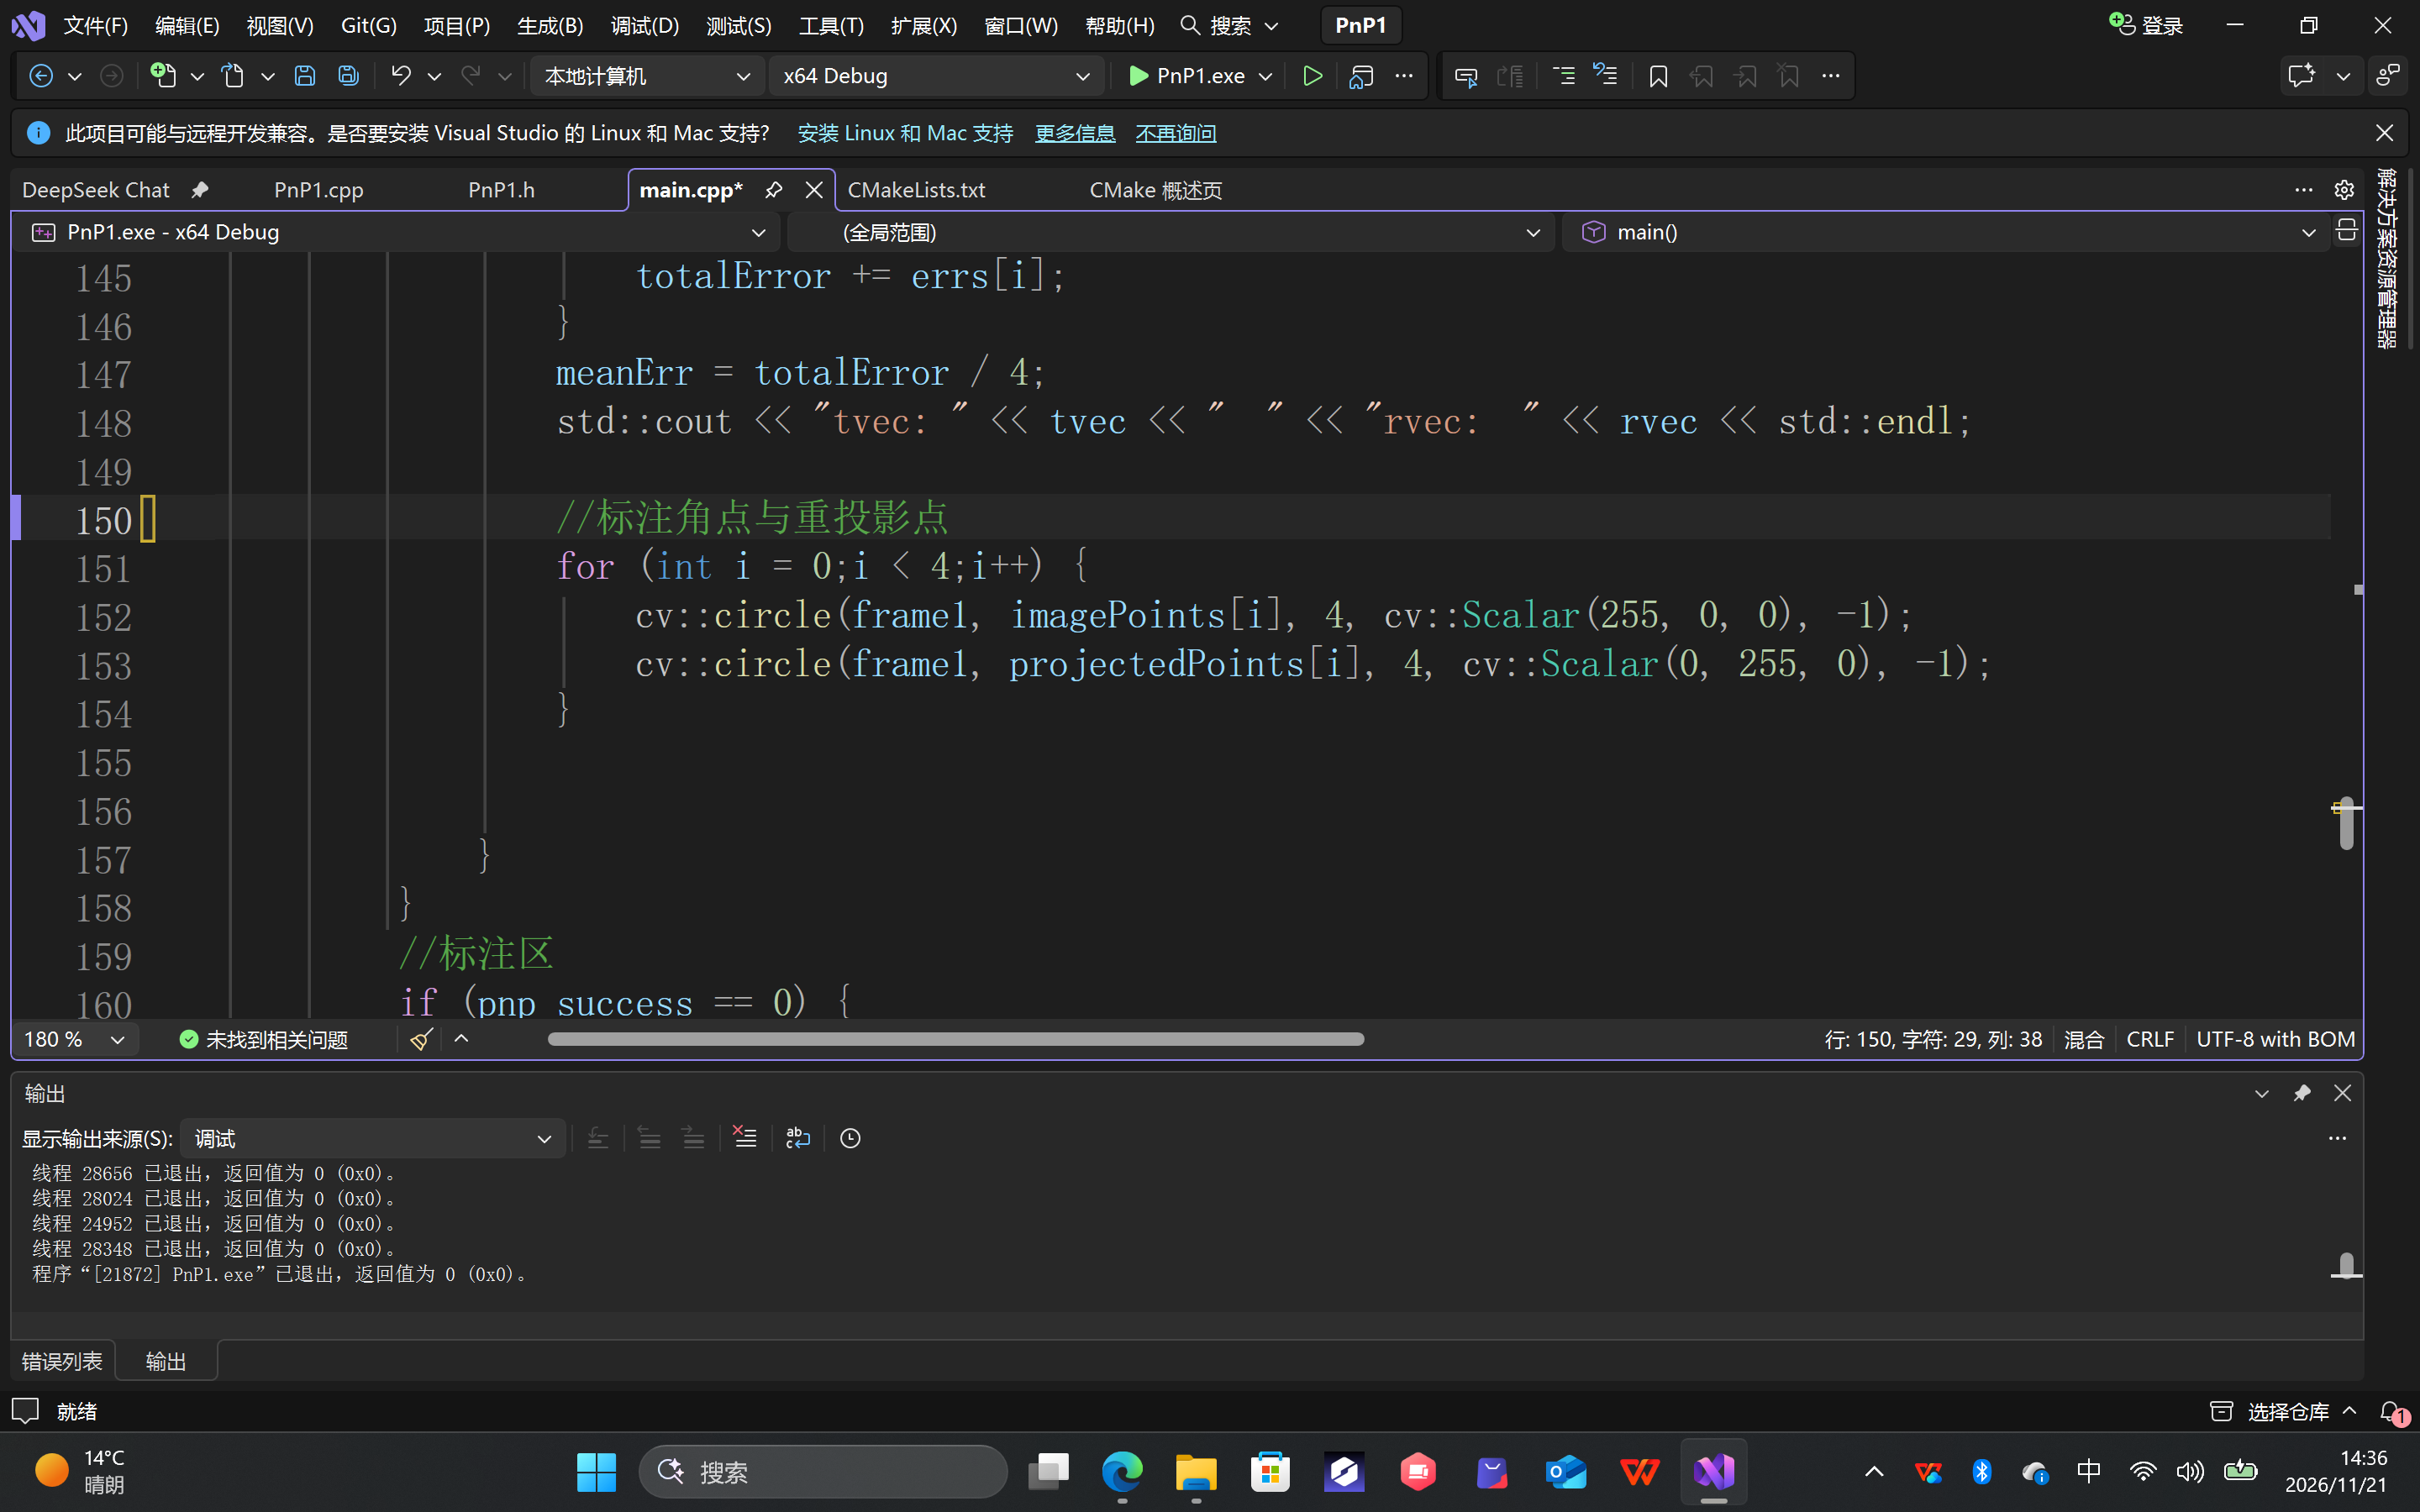 文件(F) 编辑(E) 视图(V) Git(G) 项目(P) 生成(B) 调试(D) 测试(S) 工具(T) 扩展(X) 窗口(W) 帮助(H) 搜索 PnP1 登录
本地计算机 x64 Debug PnP1.exe
此项目可能与远程开发兼容。是否要安装 Visual Studio 的 Linux 和 Mac 支持? 安装 Linux 和 Mac 支持 更多信息 不再询问
DeepSeek Chat PnP1.cpp PnP1.h main.cpp* CMakeLists.txt CMake 概述页
解决方案资源管理器
PnP1.exe - x64 Debug (全局范围) main()
145 totalError += errs[i];
146 }
147 meanErr = totalError / 4;
148 std::cout << "tvec: " << tvec << "  " << "rvec:  " << rvec << std::endl;
149
150 //标注角点与重投影点
151 for (int i = 0;i < 4;i++) {
152 cv::circle(frame1, imagePoints[i], 4, cv::Scalar(255, 0, 0), -1);
153 cv::circle(frame1, projectedPoints[i], 4, cv::Scalar(0, 255, 0), -1);
154 }
155
156
157 }
158 }
159 //标注区
160 if (pnp_success == 0) {
180 % 未找到相关问题 行: 150, 字符: 29, 列: 38 混合 CRLF UTF-8 with BOM
输出
显示输出来源(S): 调试
线程 28656 已退出，返回值为 0 (0x0)。
线程 28024 已退出，返回值为 0 (0x0)。
线程 24952 已退出，返回值为 0 (0x0)。
线程 28348 已退出，返回值为 0 (0x0)。
程序“[21872] PnP1.exe”已退出，返回值为 0 (0x0)。
错误列表 输出
就绪 选择仓库 1
14°C
晴朗
搜索
中
14:36
2026/11/21